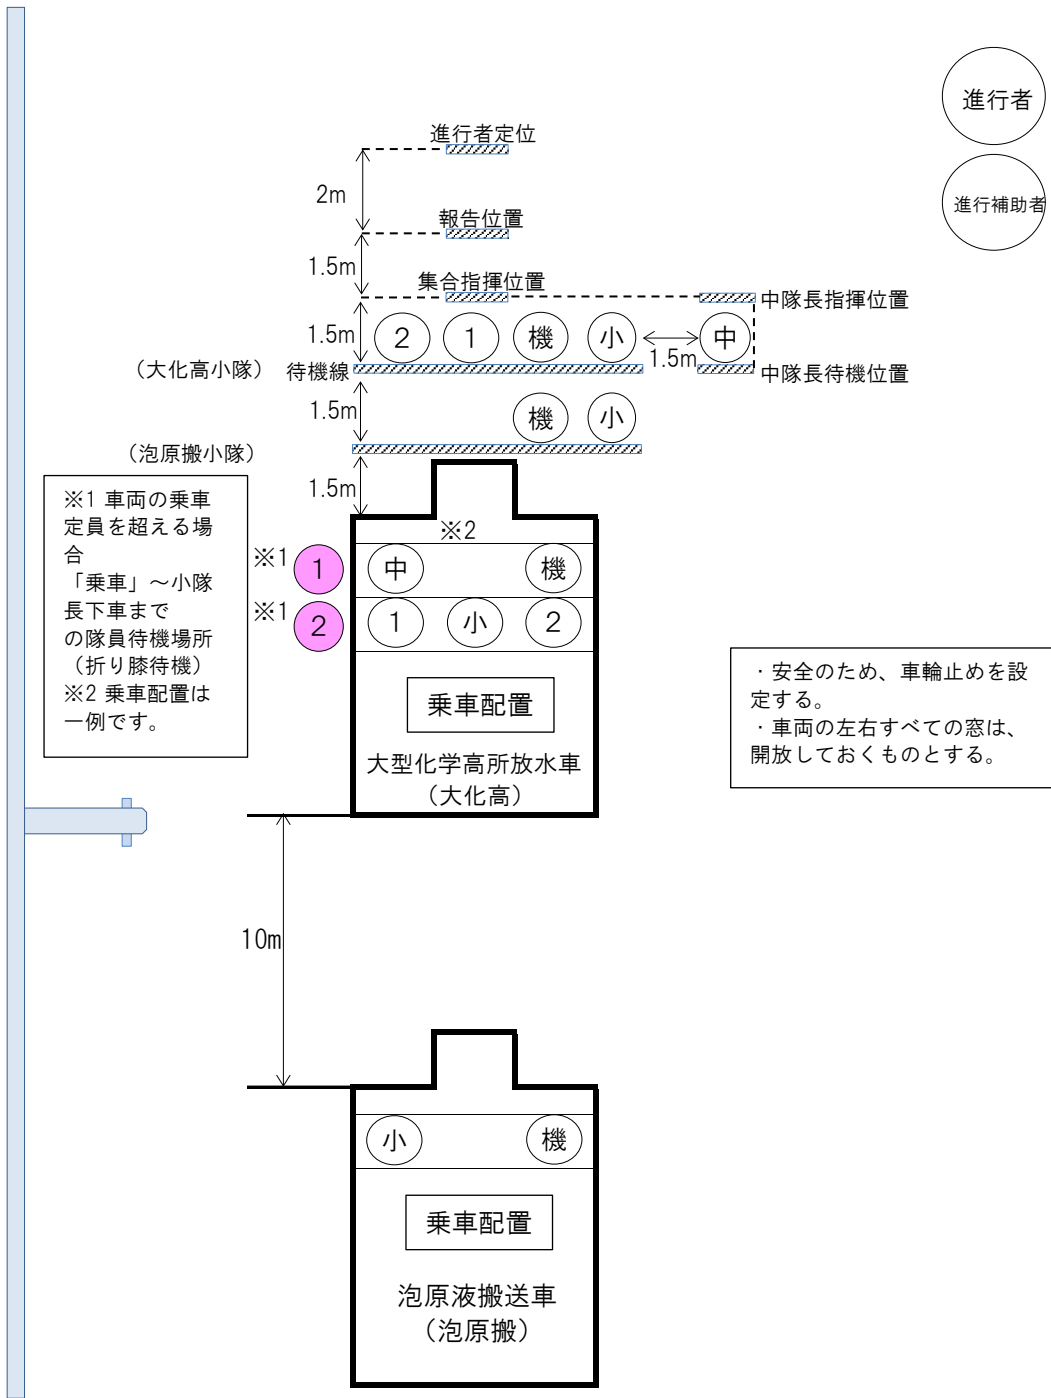 進行者
進行者定位
2m
進行補助者
報告位置
1.5m
集合指揮位置
中隊長指揮位置
1.5m
2 1 機 小
中
1.5m
(大化高小隊) 待機線
中隊長待機位置
1.5m
機 小
(泡原搬小隊)
1.5m
※1 車両の乗車
定員を超える場
合
「乗車」～小隊
長下車まで
の隊員待機場所
(折り膝待機)
※2 乗車配置は
一例です。
※2
※1 1 中 機
※1 2 1 小 2
乗車配置
大型化学高所放水車
(大化高)
・安全のため、車輪止めを設
定する。
・車両の左右すべての窓は、
開放しておくものとする。
10m
小 機
乗車配置
泡原液搬送車
(泡原搬)